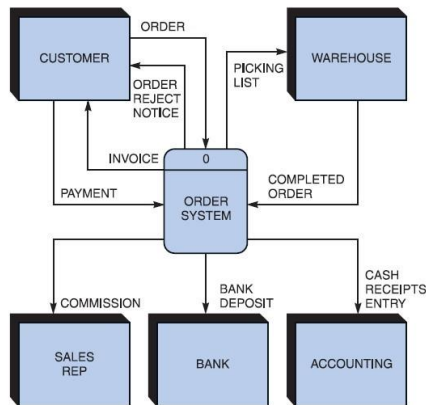 ORDER
CUSTOMER
WAREHOUSE
PICKING
LIST
ORDER
REJECT
NOTICE
INVOICE
0
PAYMENT
ORDER
SYSTEM
COMPLETED
ORDER
COMMISSION
BANK
DEPOSIT
CASH
RECEIPTS
ENTRY
SALES
REP
BANK
ACCOUNTING